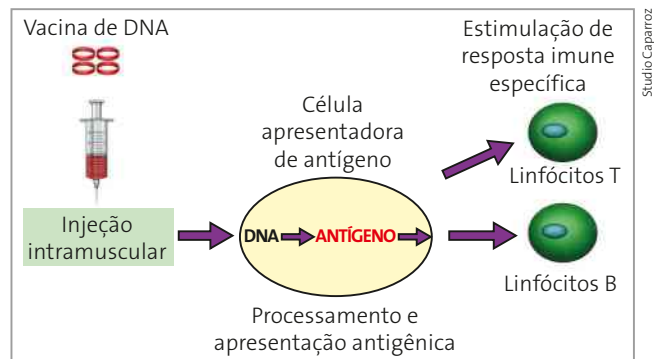 Vacina de DNA
Injeção
intramuscular
Célula
apresentadora
de antígeno
DNA
ANTÍGENO
Processamento e
apresentação antigênica
Estimulação de
resposta imune
específica
Linfócitos T
Linfócitos B
Studio Caparroz